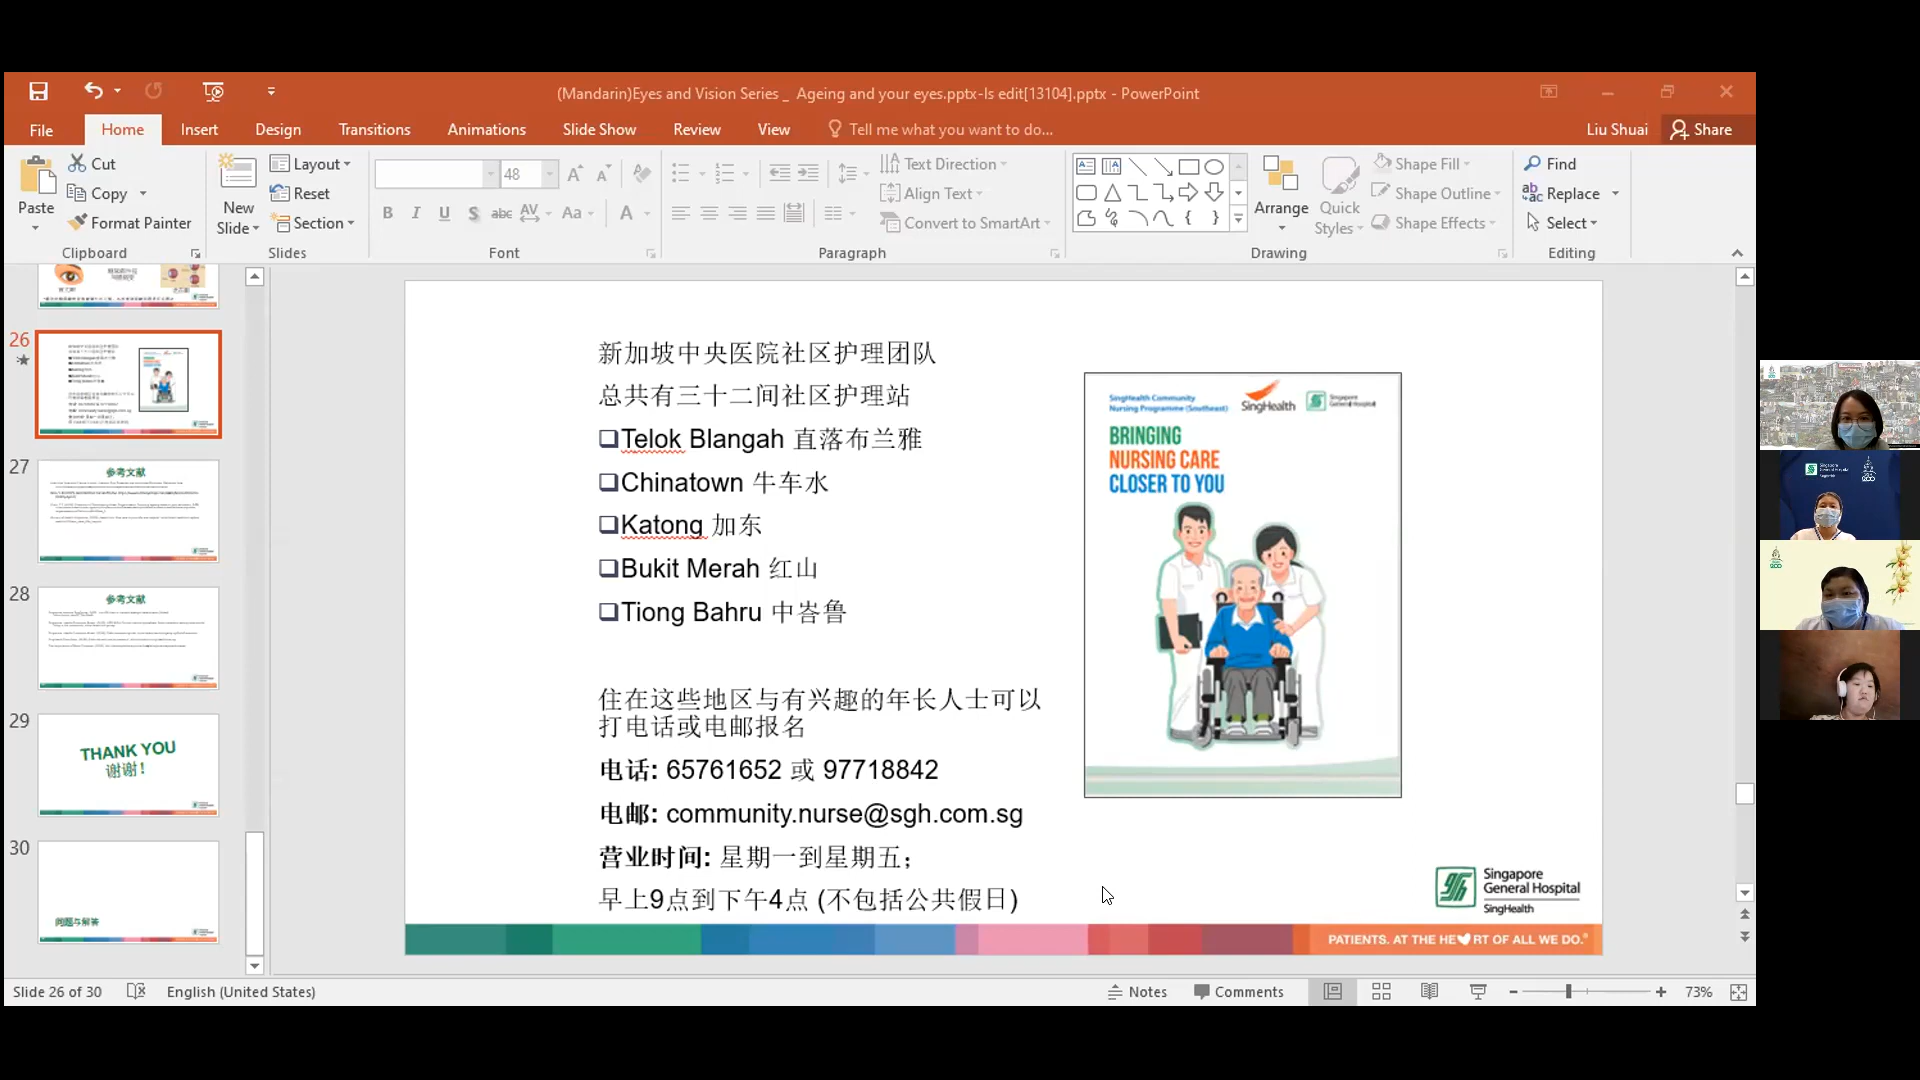 (Mandarin)Eyes and Vision Series _ Ageing and your eyes.pptx-ls edit[13104].pptx - PowerPoint
File Home Insert Design Transitions Animations Slide Show Review View Tell me what you want to do... Liu Shuai Share
Paste Cut Copy Format Painter Clipboard
New Slide Layout Reset Section Slides
48 Font
Text Direction Align Text Convert to SmartArt Paragraph
Arrange Quick Styles Shape Fill Shape Outline Shape Effects Drawing
Find Replace Select Editing
26
27
参考文献
28
参考文献
29
THANK YOU
谢谢!
30
问题与解答
新加坡中央医院社区护理团队
总共有三十二间社区护理站
Telok Blangah 直落布兰雅
Chinatown 牛车水
Katong 加东
Bukit Merah 红山
Tiong Bahru 中峇鲁
住在这些地区与有兴趣的年长人士可以
打电话或电邮报名
电话: 65761652 或 97718842
电邮: community.nurse@sgh.com.sg
营业时间: 星期一到星期五;
早上9点到下午4点 (不包括公共假日)
SingHealth Community
Nursing Programme (Southeast)
SingHealth
Singapore
General Hospital
BRINGING
NURSING CARE
CLOSER TO YOU
Singapore
General Hospital
SingHealth
PATIENTS. AT THE HE RT OF ALL WE DO.®
Slide 26 of 30 English (United States) Notes Comments 73%